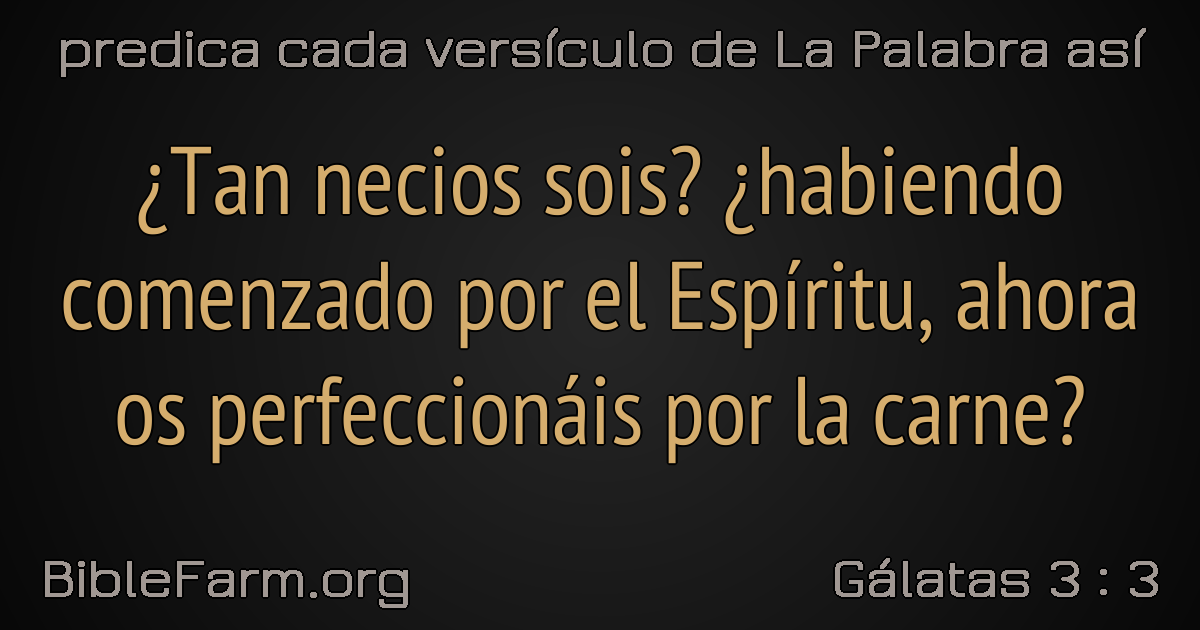 predica cada versículo de La Palabra así
¿Tan necios sois? ¿habiendo
comenzado por el Espíritu, ahora
os perfeccionáis por la carne?
BibleFarm.org
Gálatas 3 : 3